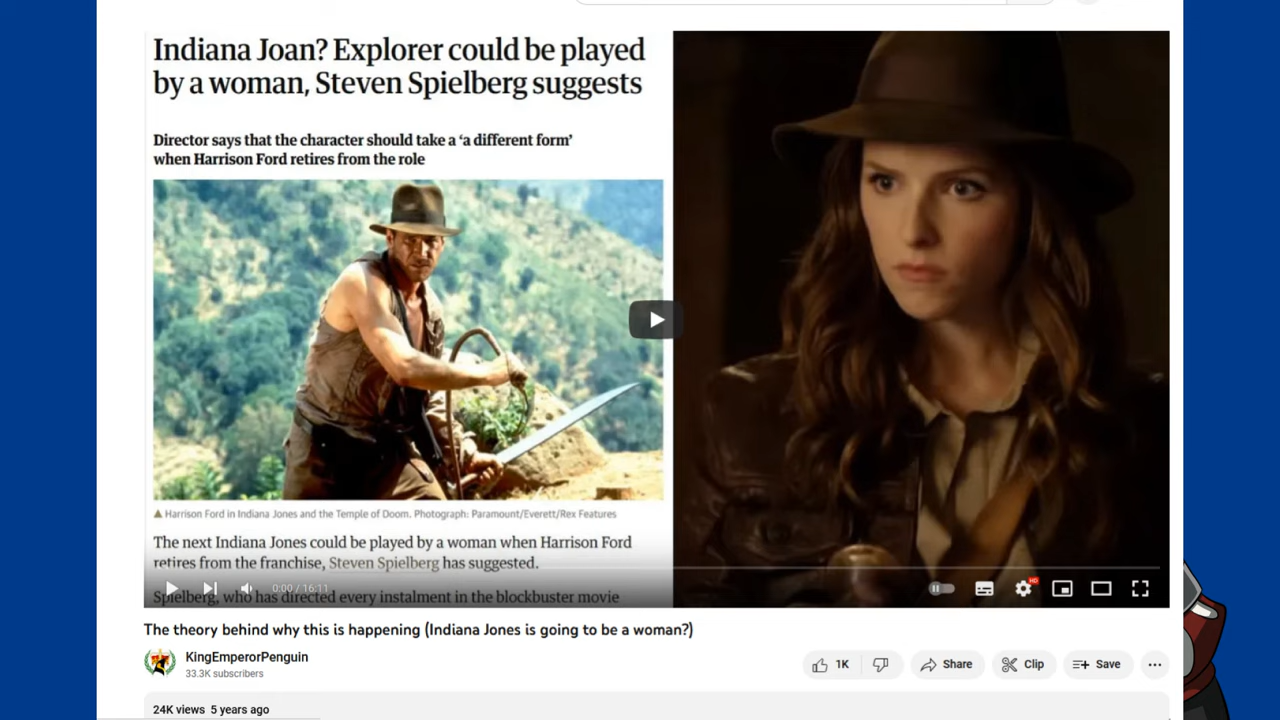 Indiana Joan? Explorer could be played
by a woman, Steven Spielberg suggests
Director says that the character should take a ‘a different form’
when Harrison Ford retires from the role
▲ Harrison Ford in Indiana Jones and the Temple of Doom. Photograph: Paramount/Everett/Rex Features
The next Indiana Jones could be played by a woman when Harrison Ford
retires from the franchise, Steven Spielberg has suggested.
Spielberg, who has directed every instalment in the blockbuster movie
0:00 / 16:11
HD
The theory behind why this is happening (Indiana Jones is going to be a woman?)
KingEmperorPenguin
33.3K subscribers
1K
Share
Clip
Save
24K views 5 years ago